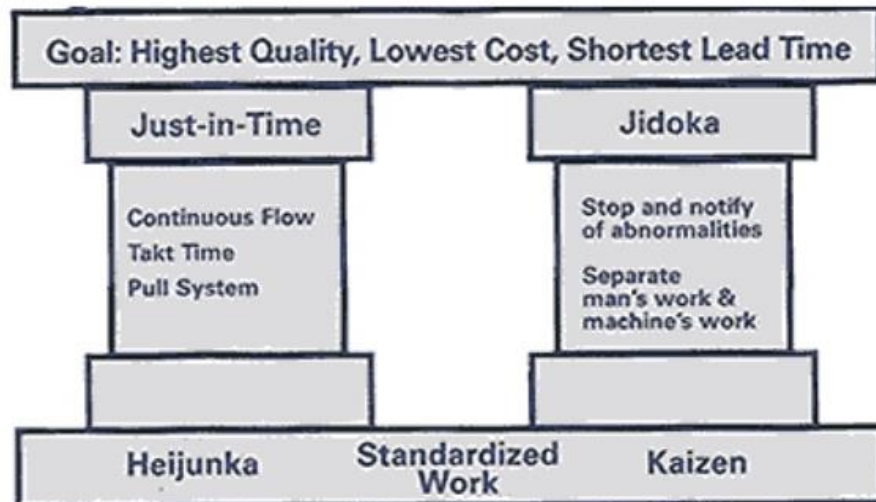 Goal: Highest Quality, Lowest Cost, Shortest Lead Time
Just-in-Time
Continuous Flow
Takt Time
Pull System
Jidoka
Stop and notify
of abnormalities
Separate
man's work &
machine's work
Heijunka
Standardized
Work
Kaizen